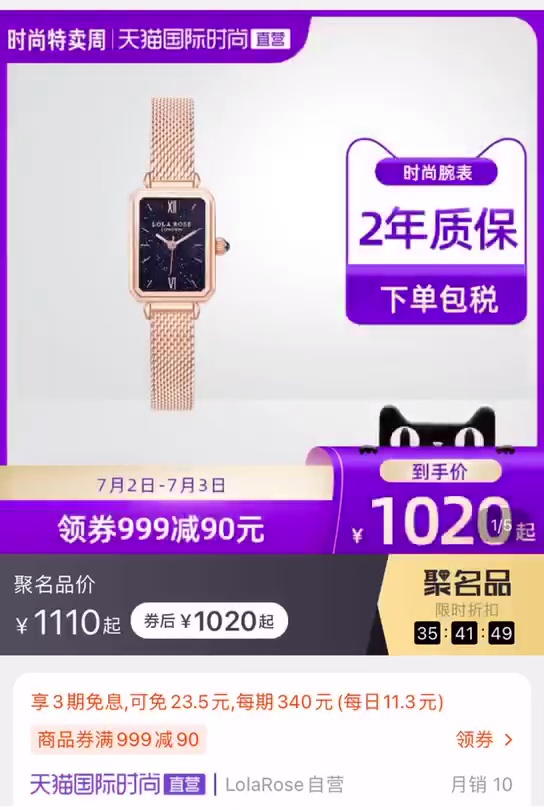 时尚特卖周 天猫国际时尚 直营
XII
LOLA ROSE
LONDON
VI
时尚腕表
2年质保
下单包税
7月2日-7月3日
领券999减90元
到手价
¥1020起
1/5
聚名品价
¥1110起 券后¥1020起
聚名品
限时折扣
35:41:49
享3期免息,可免23.5元,每期340元(每日11.3元)
商品券满999减90 领券 >
天猫国际时尚 直营 LolaRose自营 月销 10